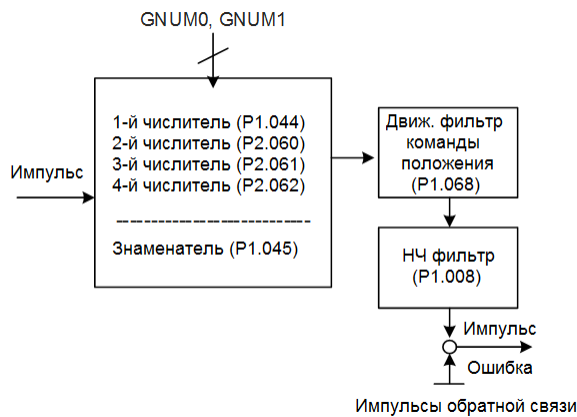 GNUM0, GNUM1
1-й числитель (P1.044)
2-й числитель (P2.060)
3-й числитель (P2.061)
4-й числитель (P2.062)
Знаменатель (P1.045)
Импульс
Движ. фильтр
команды
положения
(P1.068)
НЧ фильтр
(P1.008)
Импульс
Ошибка
Импульсы обратной связи